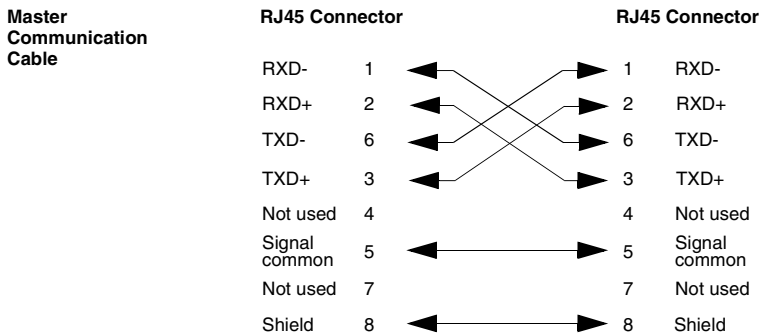 Master
Communication
Cable
RJ45 Connector RJ45 Connector
RXD- 1 1 RXD-
RXD+ 2 2 RXD+
TXD- 6 6 TXD-
TXD+ 3 3 TXD+
Not used 4 4 Not used
Signal
common 5 5 Signal
common
Not used 7 7 Not used
Shield 8 8 Shield